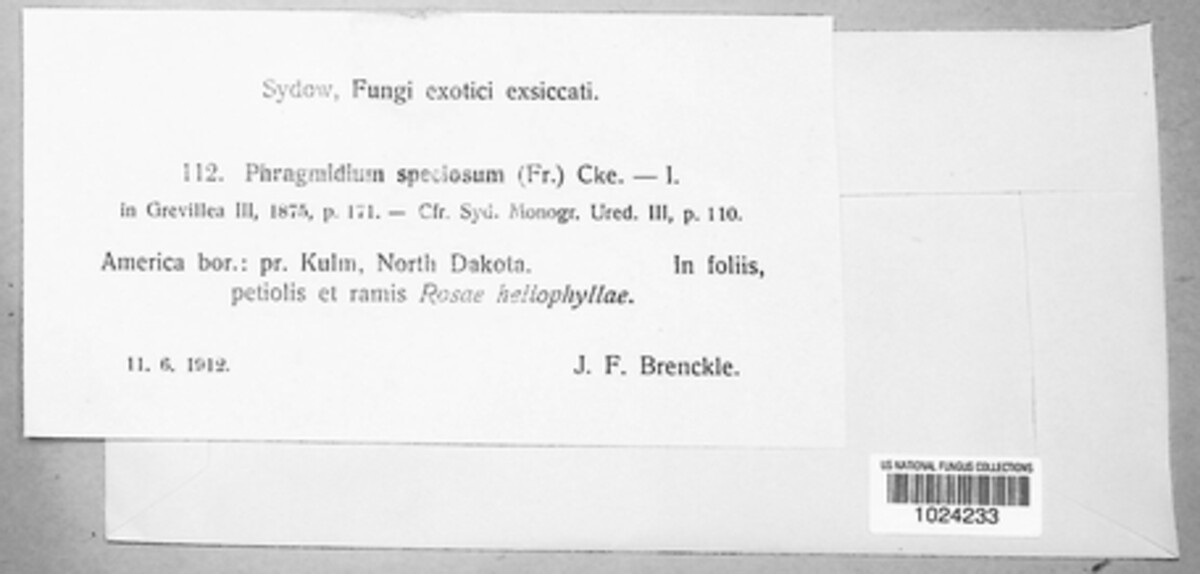 Sydow, Fungi exotici exsiccati.
112. Phragmidium speciosum (Fr.) Cke. — I.
in Grevillea III, 1875, p. 171. — Cfr. Syd. Monogr. Ured. III, p. 110.
America bor.: pr. Kulm, North Dakota. In foliis,
petiolis et ramis Rosae heliophyllae.
11. 6. 1912. J. F. Brenckle.
US NATIONAL FUNGUS COLLECTIONS
1024233